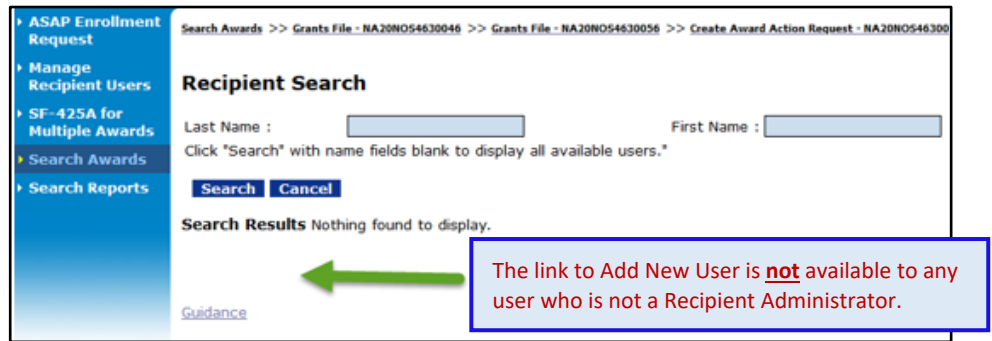 ASAP Enrollment
Request
Manage
Recipient Users
SF-425A for
Multiple Awards
Search Awards
Search Reports
Search Awards >> Grants File - NA20NOS4630046 >> Grants File - NA20NOS4630056 >> Create Award Action Request - NA20NOS46300
Recipient Search
Last Name : First Name :
Click "Search" with name fields blank to display all available users."
Search Cancel
Search Results Nothing found to display.
The link to Add New User is not available to any
user who is not a Recipient Administrator.
Guidance